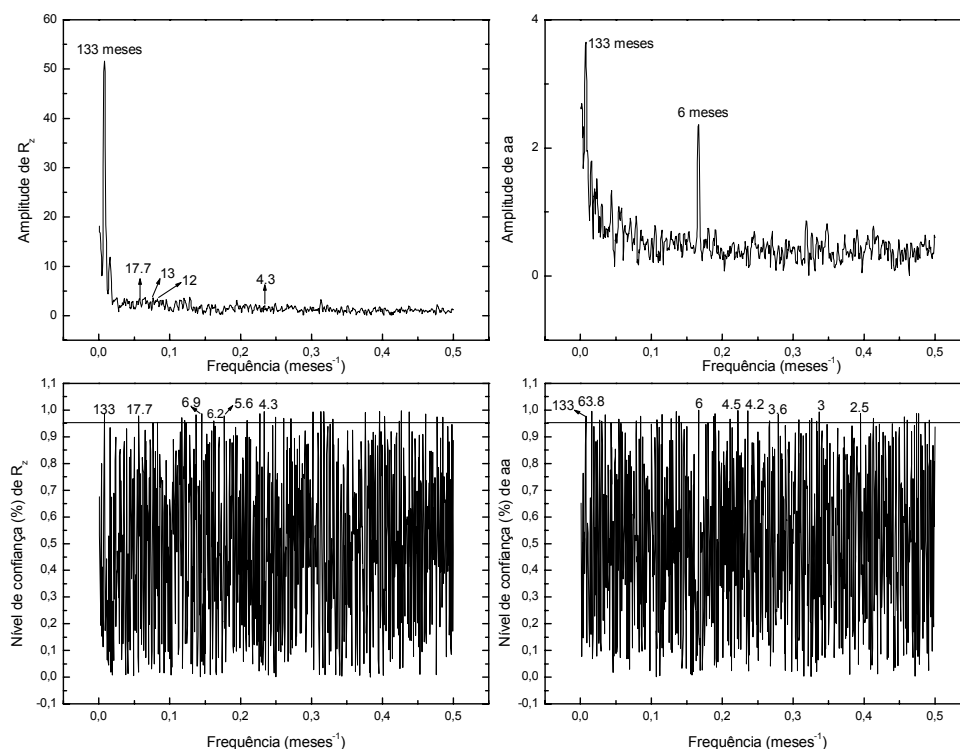 60
50
40
30
20
10
0
Amplitude de R_z
133 meses
17.7
13
12
4.3
0,0 0,1 0,2 0,3 0,4 0,5
Frequência (meses⁻¹)
4
2
0
Amplitude de aa
133 meses
6 meses
0,0 0,1 0,2 0,3 0,4 0,5
Frequência (meses⁻¹)
1,1
1,0
0,9
0,8
0,7
0,6
0,5
0,4
0,3
0,2
0,1
0,0
-0,1
Nível de confiança (%) de R_z
133 17.7 6.9 6.2 5.6 4.3
0,0 0,1 0,2 0,3 0,4 0,5
Frequência (meses⁻¹)
1,1
1,0
0,9
0,8
0,7
0,6
0,5
0,4
0,3
0,2
0,1
0,0
-0,1
Nível de confiança (%) de aa
133 63.8 6 4.5 4.2 3.6 3 2.5
0,0 0,1 0,2 0,3 0,4 0,5
Frequência (meses⁻¹)